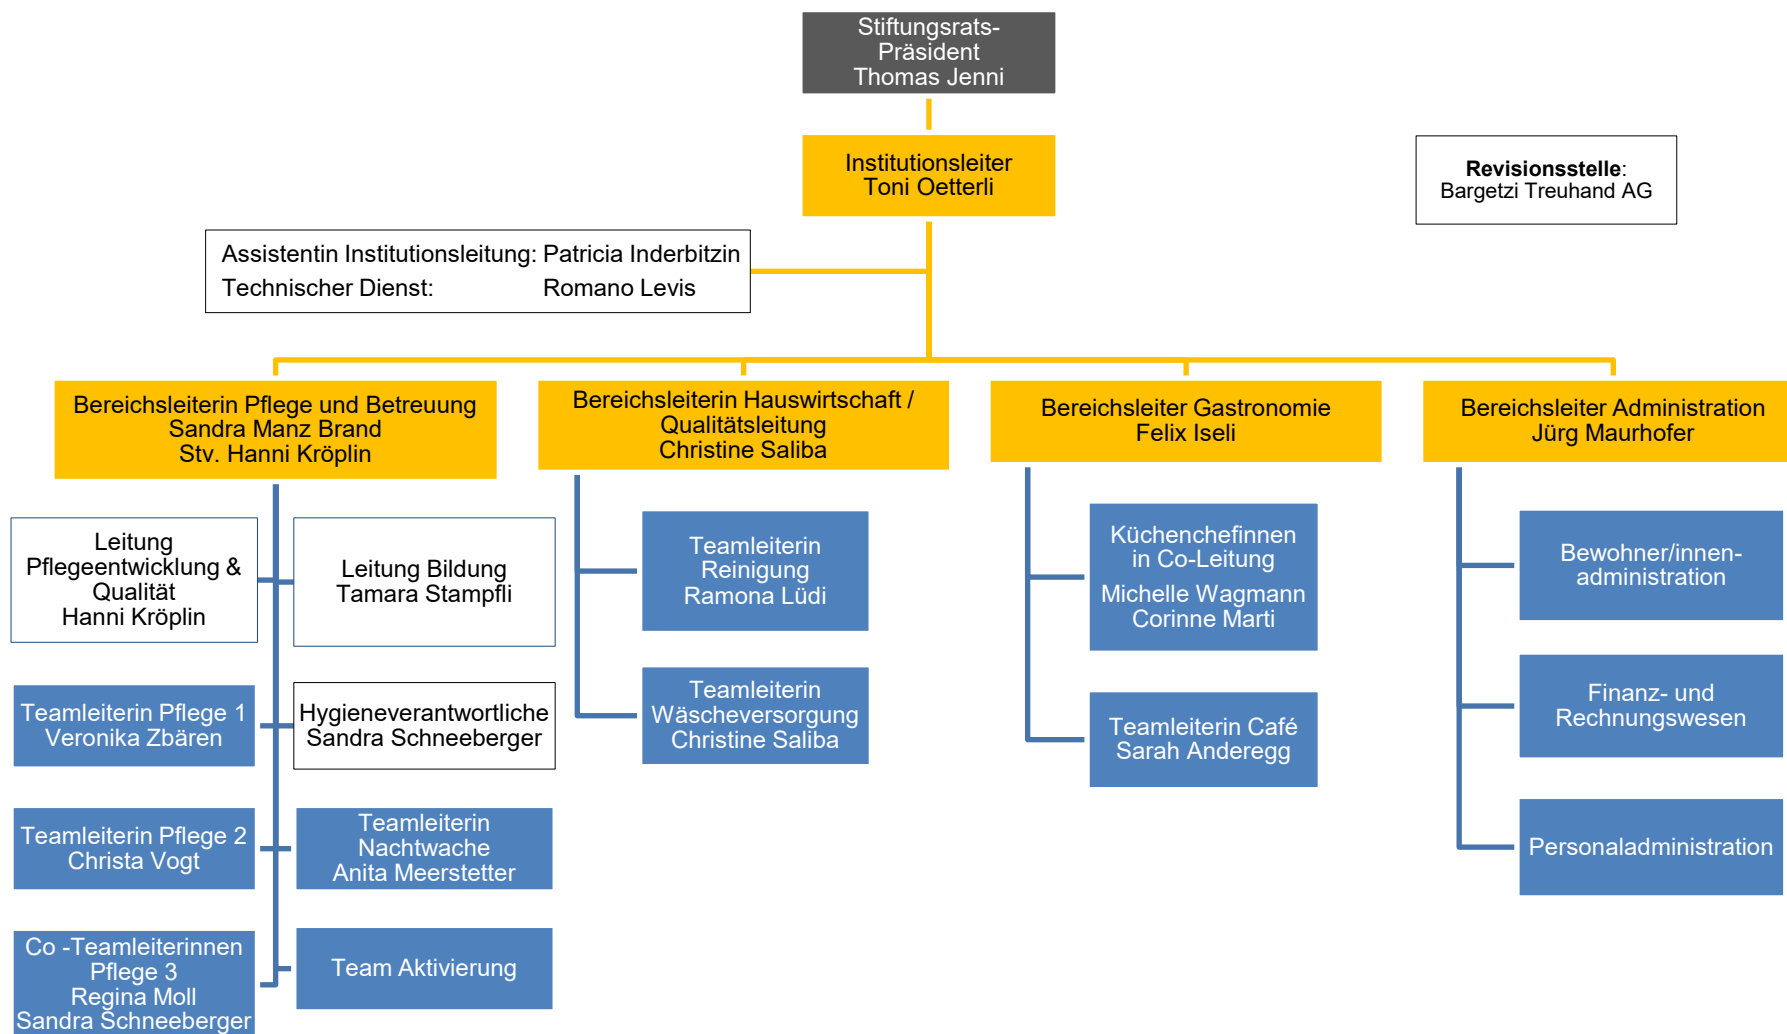 Stiftungsrats-
Präsident
Thomas Jenni
Institutionsleiter
Toni Oetterli
Revisionsstelle:
Bargetzi Treuhand AG
Assistentin Institutionsleitung: Patricia Inderbitzin
Technischer Dienst: Romano Levis
Bereichsleiterin Pflege und Betreuung
Sandra Manz Brand
Stv. Hanni Kröplin
Bereichsleiterin Hauswirtschaft /
Qualitätsleitung
Christine Saliba
Bereichsleiter Gastronomie
Felix Iseli
Bereichsleiter Administration
Jürg Maurhofer
Leitung
Pflegeentwicklung &
Qualität
Hanni Kröplin
Leitung Bildung
Tamara Stampfli
Teamleiterin Pflege 1
Veronika Zbären
Hygieneverantwortliche
Sandra Schneeberger
Teamleiterin Pflege 2
Christa Vogt
Teamleiterin
Nachtwache
Anita Meerstetter
Co -Teamleiterinnen
Pflege 3
Regina Moll
Sandra Schneeberger
Team Aktivierung
Teamleiterin
Reinigung
Ramona Lüdi
Teamleiterin
Wäscheversorgung
Christine Saliba
Küchenchefinnen
in Co-Leitung
Michelle Wagmann
Corinne Marti
Teamleiterin Café
Sarah Anderegg
Bewohner/innen-
administration
Finanz- und
Rechnungswesen
Personaladministration